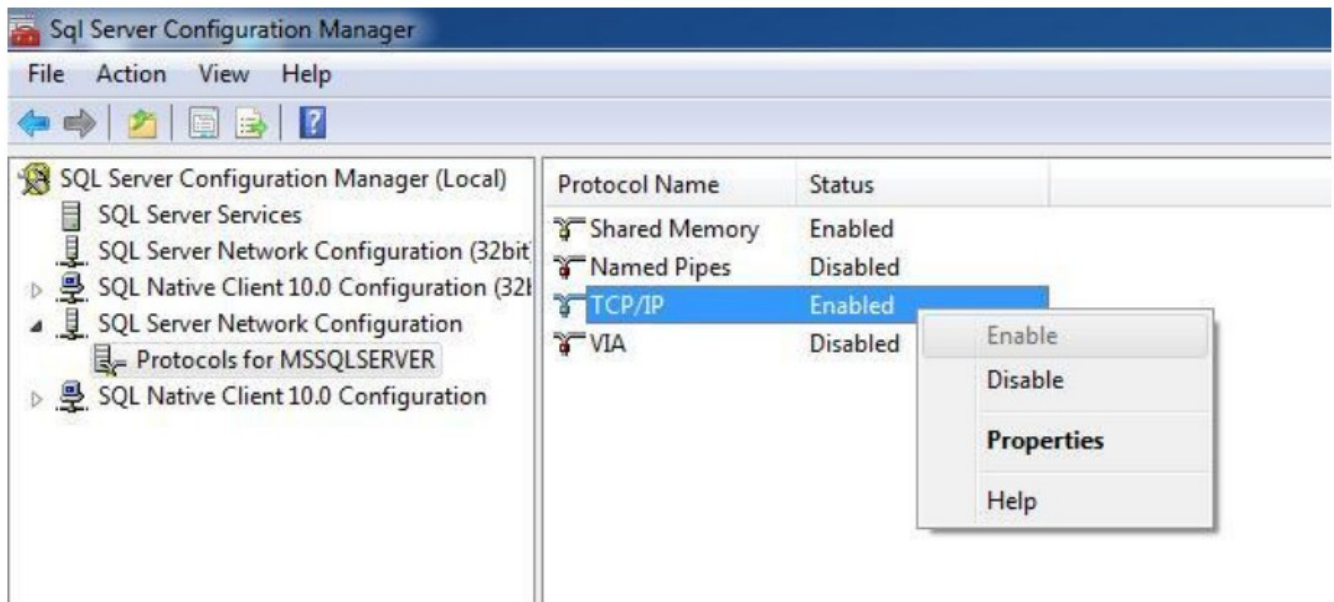 Sql Server Configuration Manager
File Action View Help
?
SQL Server Configuration Manager (Local)
SQL Server Services
SQL Server Network Configuration (32bit
SQL Native Client 10.0 Configuration (32
SQL Server Network Configuration
Protocols for MSSQLSERVER
SQL Native Client 10.0 Configuration
Protocol Name Status
Shared Memory Enabled
Named Pipes Disabled
TCP/IP Enabled
VIA Disabled
Enable
Disable
Properties
Help